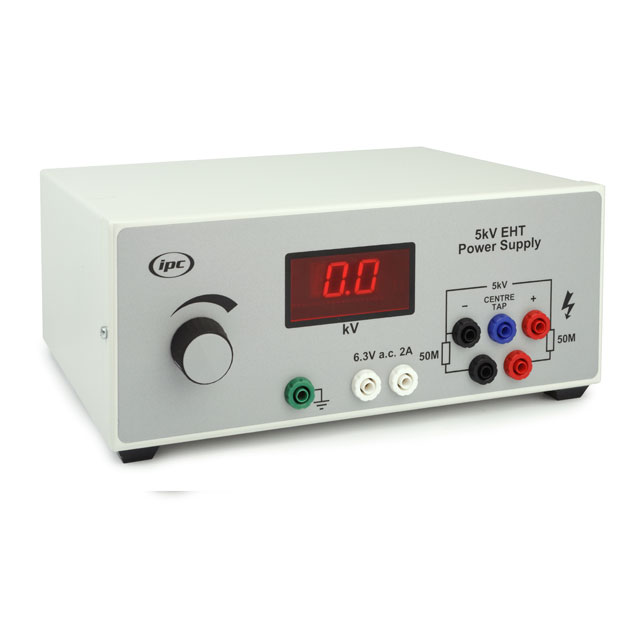 ipc
5kV EHT
Power Supply
0.0
kV
6.3V a.c. 2A
5kV
- CENTRE +
TAP
50M
50M